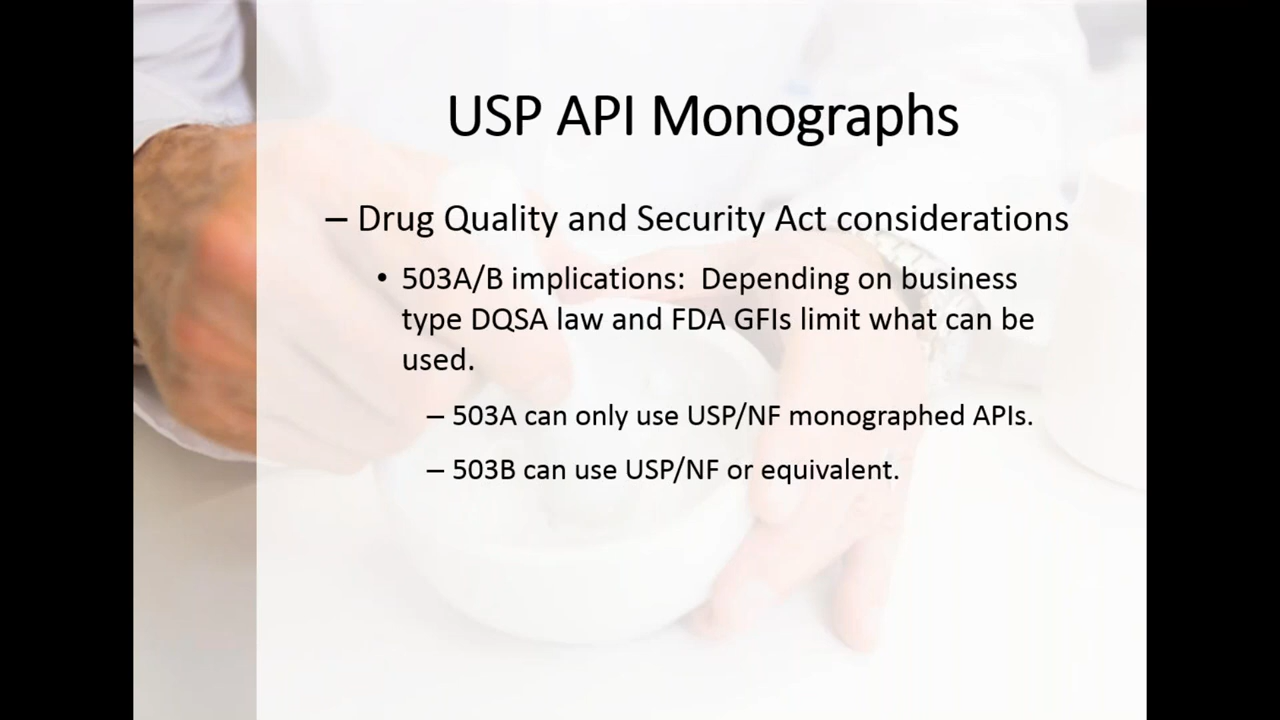 USP API Monographs
– Drug Quality and Security Act considerations
• 503A/B implications:  Depending on business
type DQSA law and FDA GFIs limit what can be
used.
– 503A can only use USP/NF monographed APIs.
– 503B can use USP/NF or equivalent.